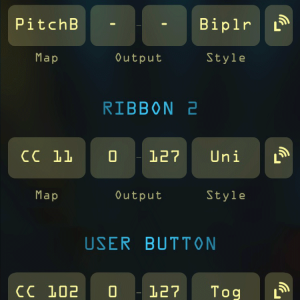 PitchB - - Biplr
Map Output Style
RIBBON 2
CC 11 0 - 127 Uni
Map Output Style
USER BUTTON
CC 102 0 - 127 Tog